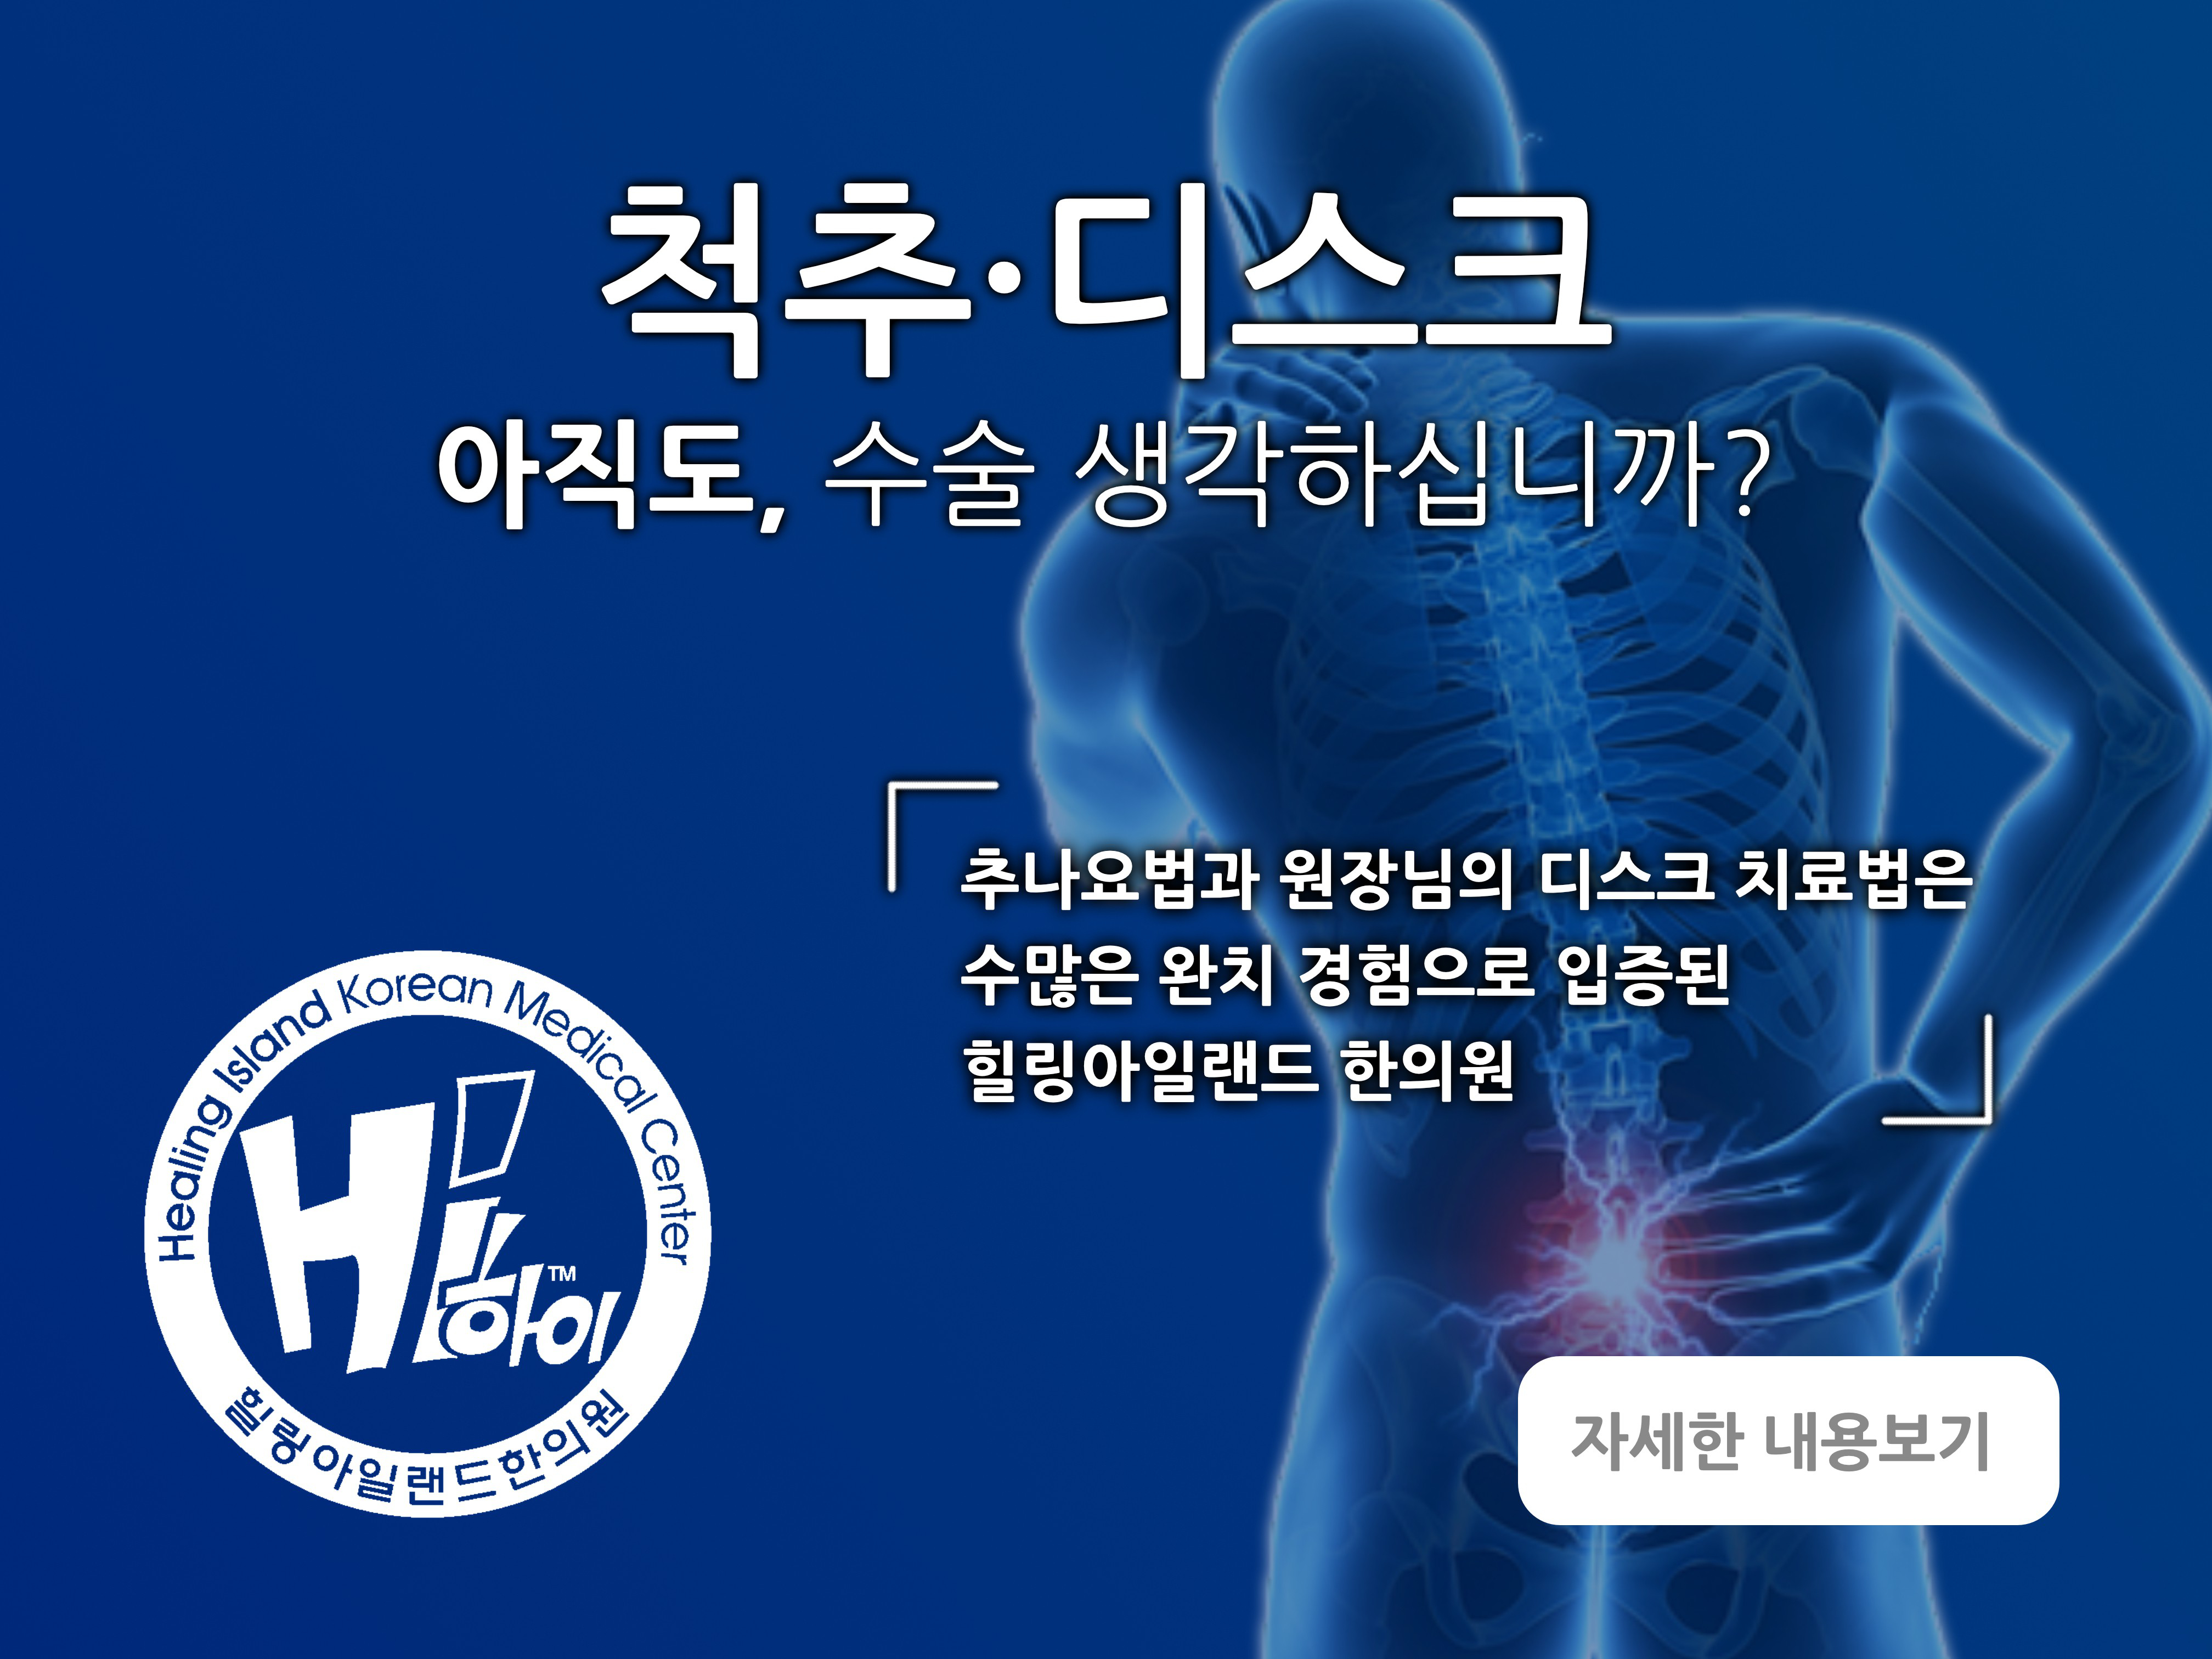 척추·디스크
아직도, 수술 생각하십니까?
추나요법과 원장님의 디스크 치료법은
수많은 완치 경험으로 입증된
힐링아일랜드 한의원
Healing Island Korean Medical Center
Hi!
하이™
힐링아일랜드한의원
자세한 내용보기